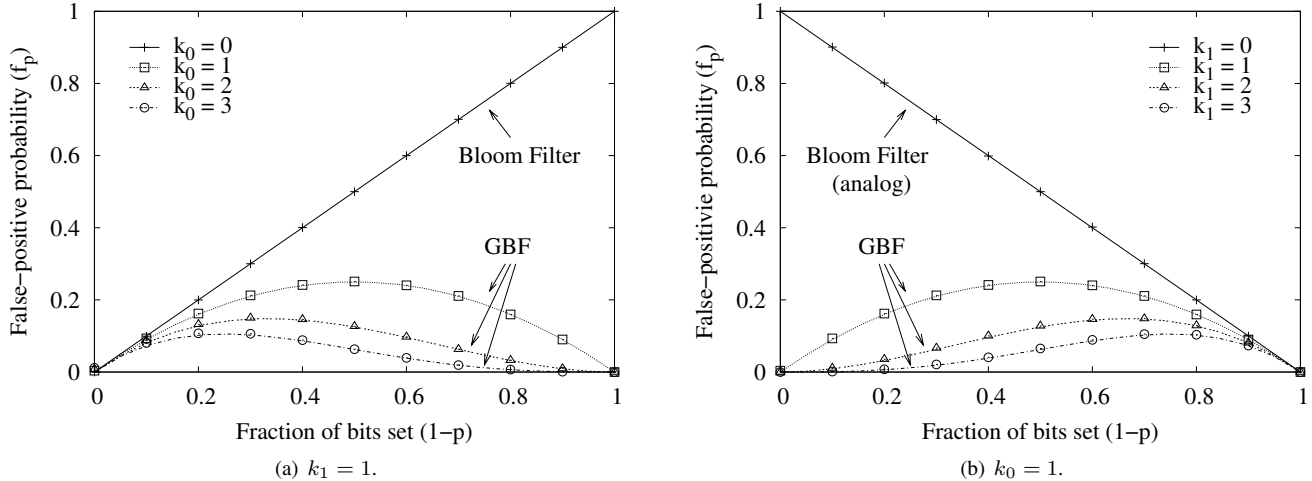 False−positive probability (f_p)
1
0.8
0.6
0.4
0.2
0
k_0 = 0
k_0 = 1
k_0 = 2
k_0 = 3
Bloom Filter
GBF
0 0.2 0.4 0.6 0.8 1
Fraction of bits set (1−p)
(a) k_1 = 1.
False−positivie probability (f_p)
1
0.8
0.6
0.4
0.2
0
k_1 = 0
k_1 = 1
k_1 = 2
k_1 = 3
Bloom Filter
(analog)
GBF
0 0.2 0.4 0.6 0.8 1
Fraction of bits set (1−p)
(b) k_0 = 1.